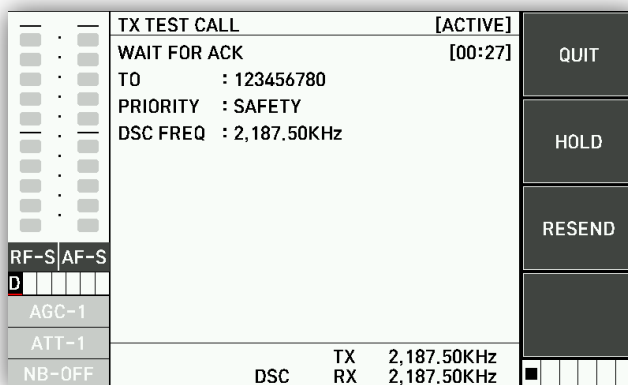 TX TEST CALL [ACTIVE]
WAIT FOR ACK [00:27]
TO : 123456780
PRIORITY : SAFETY
DSC FREQ : 2,187.50KHz
QUIT
HOLD
RESEND
RF-S AF-S
D
AGC-1
ATT-1
NB-OFF
TX 2,187.50KHz
DSC RX 2,187.50KHz